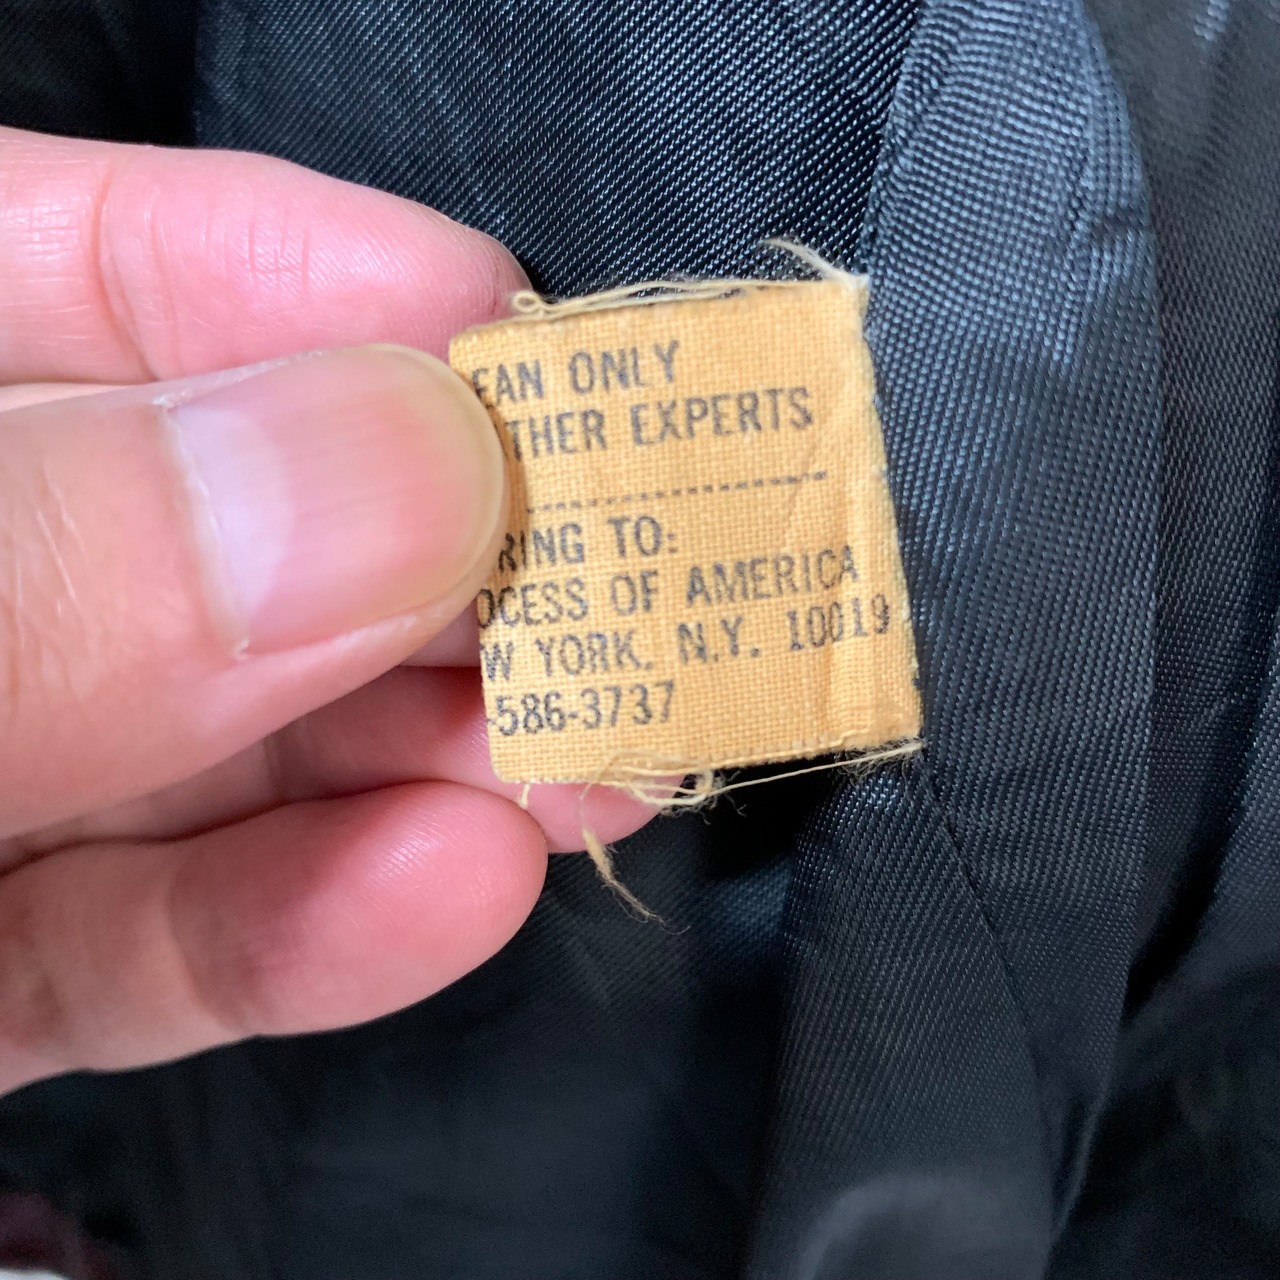 EAN ONLY
THER EXPERTS
RING TO:
OCESS OF AMERICA
W YORK, N.Y. 10019
-586-3737